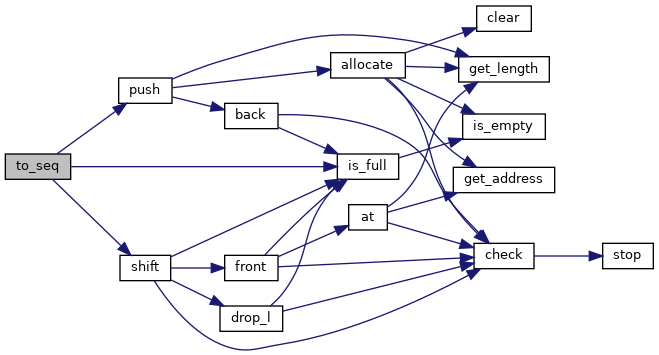 clear
allocate
get_length
push
back
is_empty
to_seq
is_full
get_address
at
check
stop
shift
front
drop_l